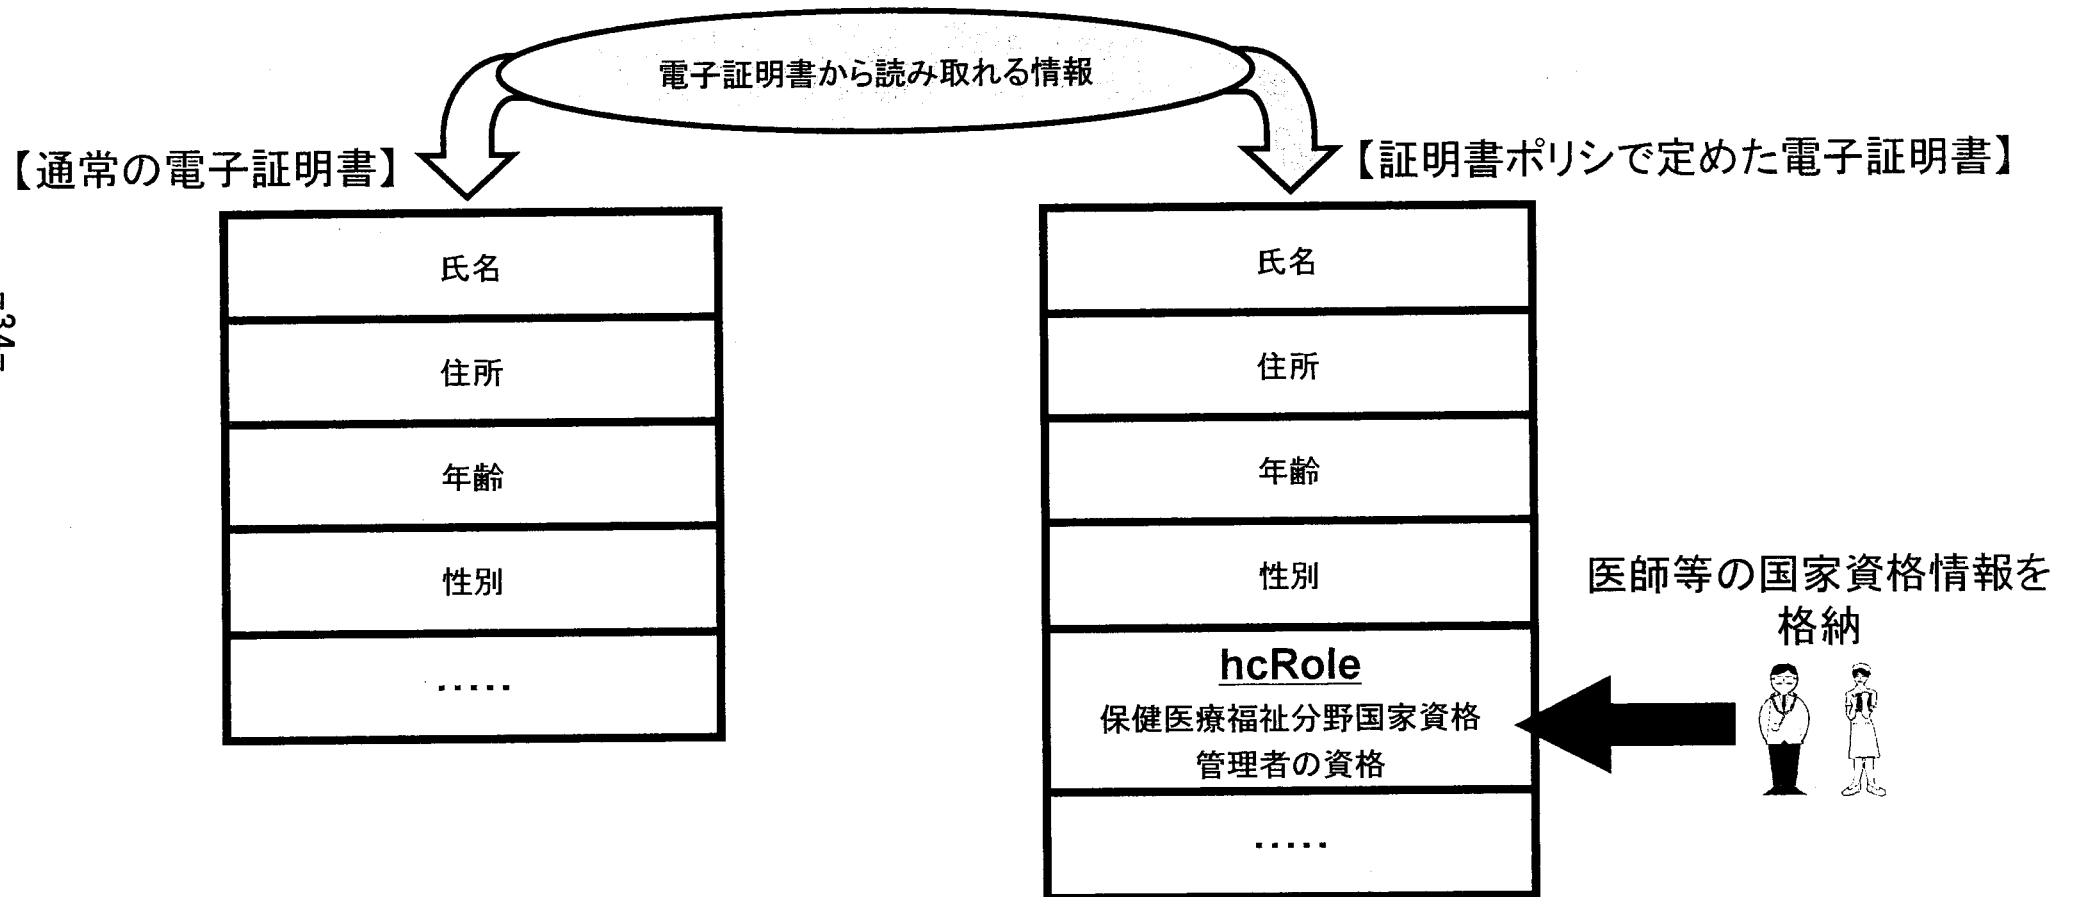 電子証明書から読み取れる情報
【通常の電子証明書】
氏名
住所
年齢
性別
.....
【証明書ポリシで定めた電子証明書】
氏名
住所
年齢
性別
hcRole
保健医療福祉分野国家資格
管理者の資格
.....
医師等の国家資格情報を
格納
-34-